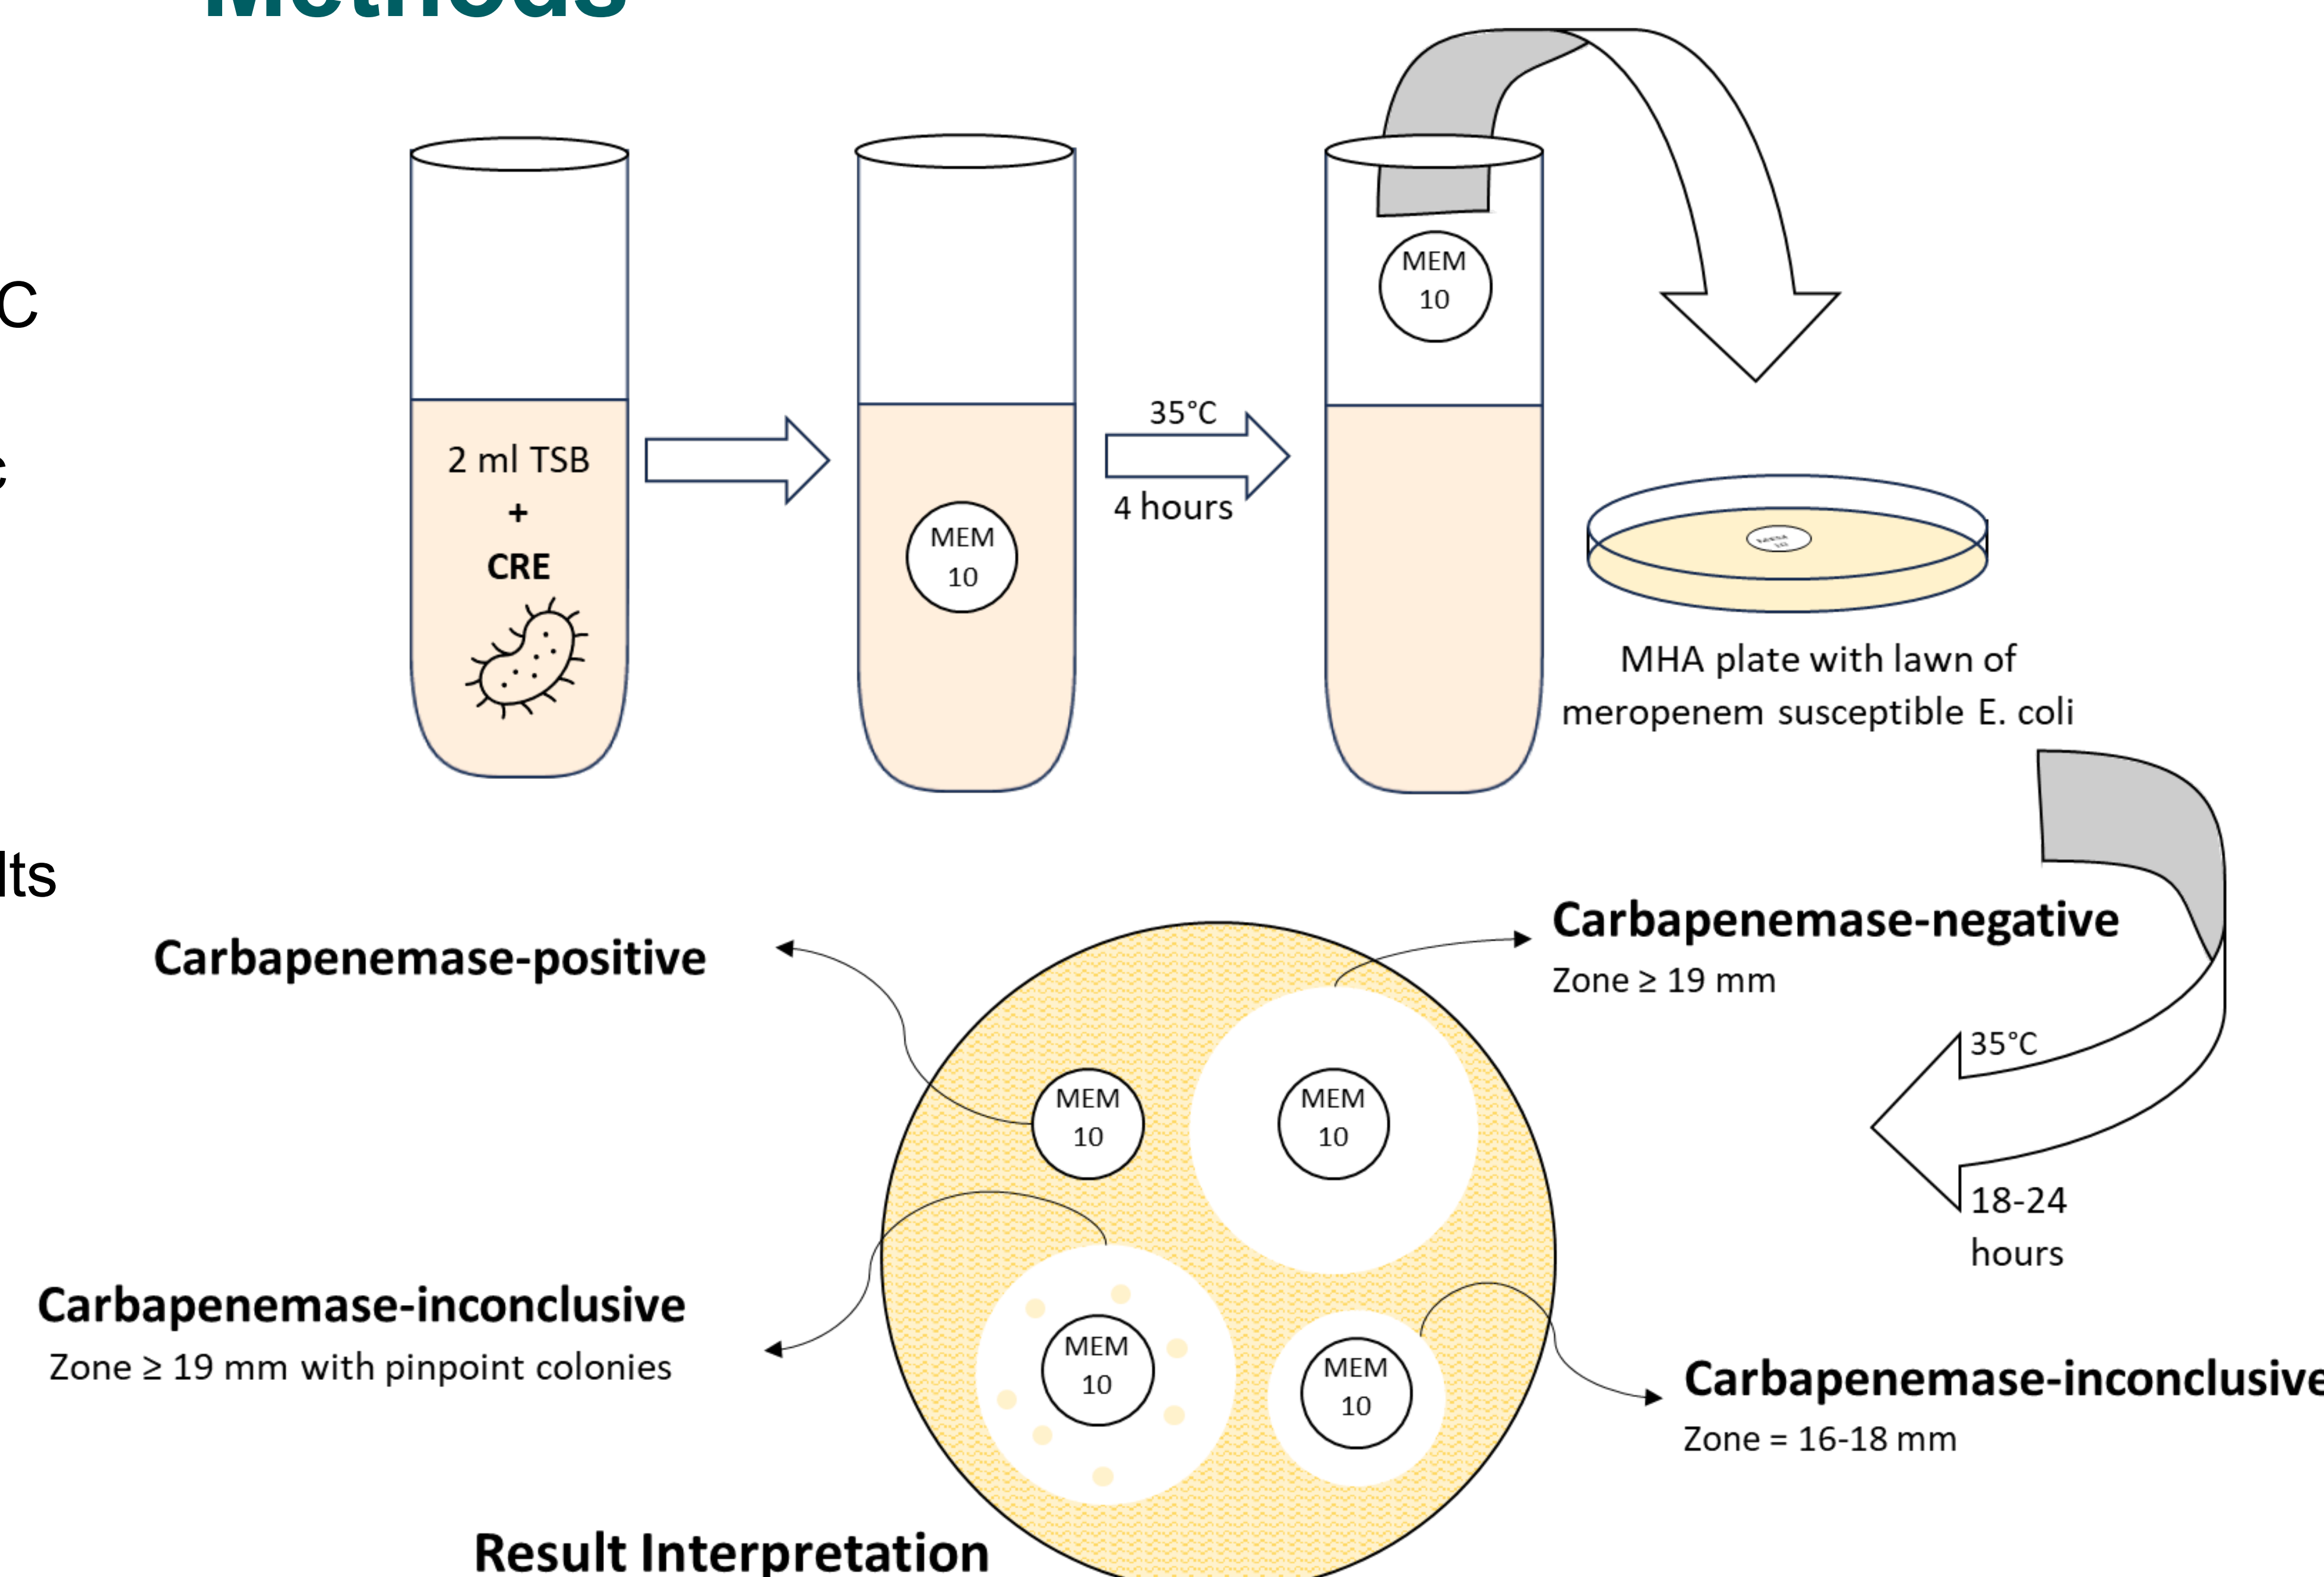 Methods
C
lts
2 ml TSB
+
CRE
MEM
10
35°C
4 hours
MEM
10
MHA plate with lawn of
meropenem susceptible E. coli
35°C
18-24
hours
Carbapenemase-positive
Carbapenemase-negative
Zone ≥ 19 mm
MEM
10
MEM
10
Carbapenemase-inconclusive
Zone ≥ 19 mm with pinpoint colonies
MEM
10
MEM
10
Carbapenemase-inconclusive
Zone = 16-18 mm
Result Interpretation